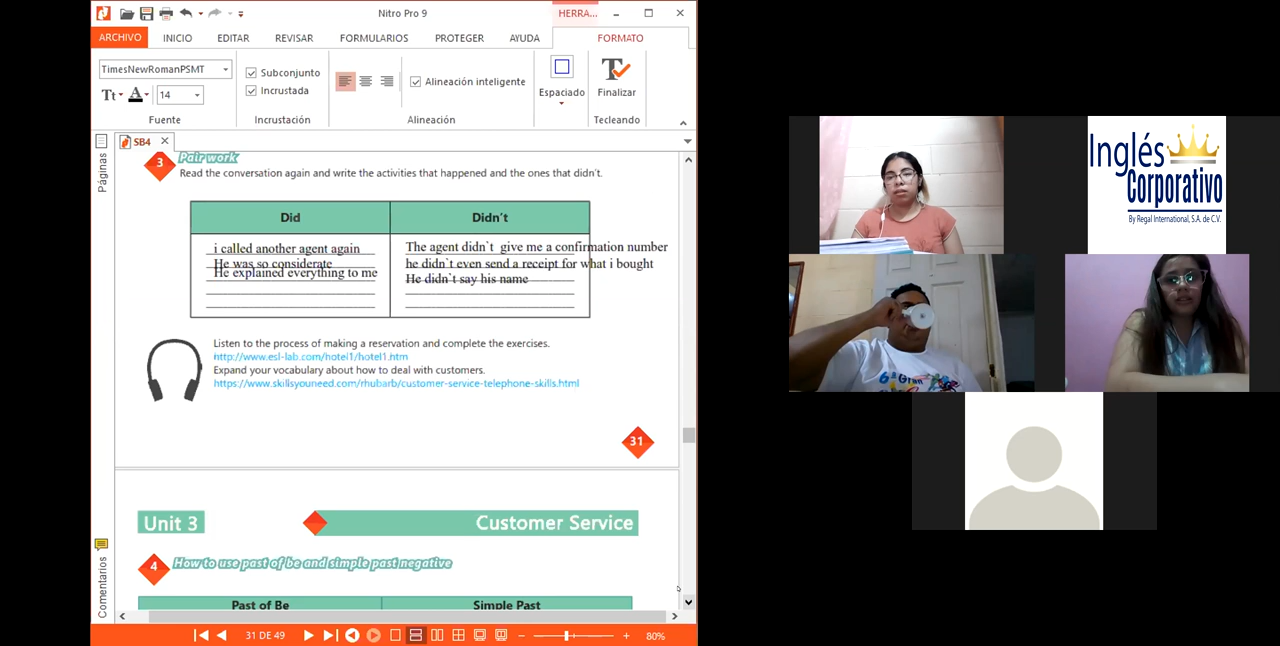 Nitro Pro 9
HERRA...
ARCHIVO
INICIO
EDITAR
REVISAR
FORMULARIOS
PROTEGER
AYUDA
FORMATO
TimesNewRomanPSMT
Tt
A
14
Fuente
Subconjunto
Incrustada
Incrustación
Alineación inteligente
Alineación
Espaciado
Finalizar
Tecleando
Páginas
SB4
3
Pair work
Read the conversation again and write the activities that happened and the ones that didn't.
Did
Didn't
i called another agent again
He was so considerate
He explained everything to me
The agent didn`t give me a confirmation number
he didn`t even send a receipt for what i bought
He didn`t say his name
Listen to the process of making a reservation and complete the exercises.
http://www.esl-lab.com/hotel1/hotel1.htm
Expand your vocabulary about how to deal with customers.
https://www.skillsyouneed.com/rhubarb/customer-service-telephone-skills.html
31
Unit 3
Customer Service
4
How to use past of be and simple past negative
Past of Be
Simple Past
Comentarios
31 DE 49
80%
Inglés
Corporativo
By Regal International, S.A. de C.V.